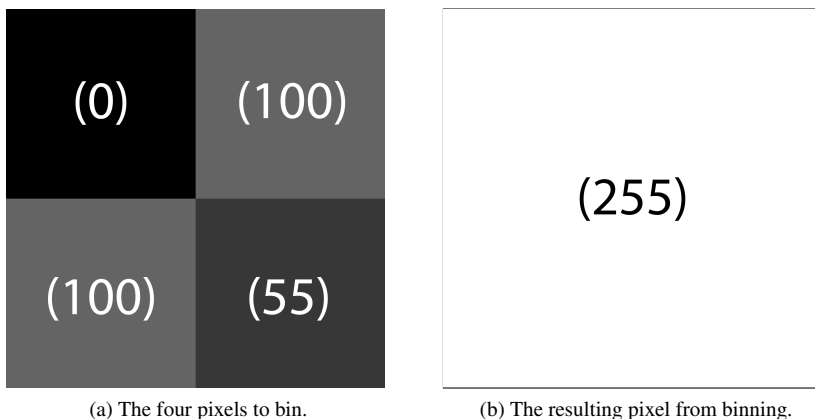 (0) (100)
(255)
(100) (55)
(a) The four pixels to bin. (b) The resulting pixel from binning.